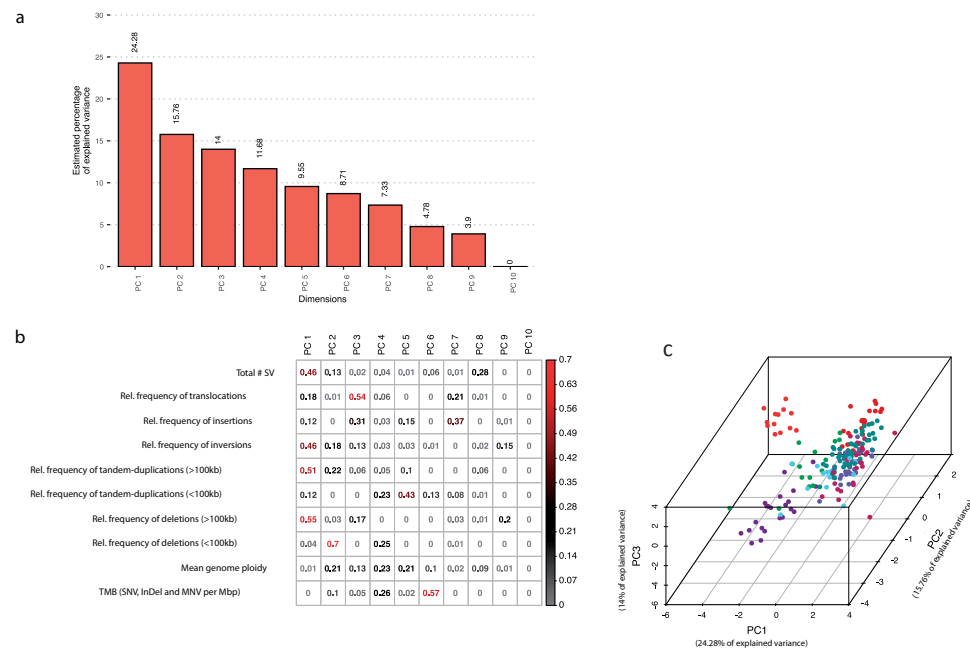 a
30
25
20
15
10
5
0
Estimated percentage
of explained variance
24.28
15.76
14
11.68
9.55
8.71
7.33
4.78
3.9
0
PC 1
PC 2
PC 3
PC 4
PC 5
PC 6
PC 7
PC 8
PC 9
PC 10
Dimensions
b
PC 1 PC 2 PC 3 PC 4 PC 5 PC 6 PC 7 PC 8 PC 9 PC 10
Total # SV 0.46 0.13 0.02 0.04 0.01 0.06 0.01 0.28 0 0
Rel. frequency of translocations 0.18 0.01 0.54 0.06 0 0 0.21 0 0 0
Rel. frequency of insertions 0.12 0 0.31 0.03 0.15 0 0.37 0 0.01 0
Rel. frequency of inversions 0.46 0.18 0.13 0.03 0.03 0.01 0 0.02 0.15 0
Rel. frequency of tandem-duplications (>100kb) 0.51 0.22 0.06 0.05 0.1 0 0 0.06 0 0
Rel. frequency of tandem-duplications (<100kb) 0.12 0 0 0.23 0.43 0.13 0.08 0.01 0 0
Rel. frequency of deletions (>100kb) 0.55 0.03 0.17 0 0 0 0.03 0.01 0.2 0
Rel. frequency of deletions (<100kb) 0.04 0.7 0 0.25 0 0 0.01 0 0 0
Mean genome ploidy 0.01 0.21 0.13 0.23 0.21 0.1 0.02 0.09 0.01 0
TMB (SNV, InDel and MNV per Mbp) 0 0.1 0.05 0.26 0.02 0.57 0 0 0 0
0.7
0.63
0.56
0.49
0.42
0.35
0.28
0.21
0.14
0.07
0
C
4
2
0
-2
-4
-6
PC3
(14% of explained variance)
-6 -4 -2 0 2 4
PC1
(24.28% of explained variance)
2
1
0
-1
-2
-3
-4
PC2
(15.76% of explained variance)